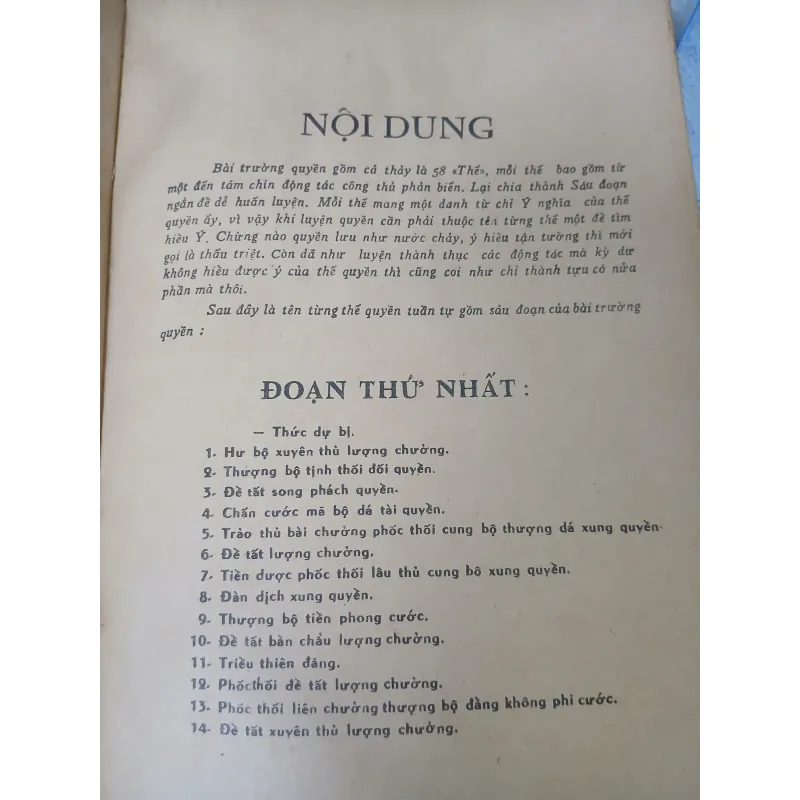 NỘI DUNG
Bài trường quyền gồm cả thảy là 58 «Thế», mỗi thế bao gồm từ
một đến tám chín động tác công thủ phản biến. Lại chia thành Sáu đoạn
ngắn để dễ huấn luyện. Mỗi thế mang một danh từ chỉ Ý nghĩa của thế
quyền ấy, vì vậy khi luyện quyền cần phải thuộc tên từng thế một để tìm
hiểu Ý. Chừng nào quyền lưu như nước chảy, ý hiểu tận tường thì mới
gọi là thấu triệt. Còn dã như luyện thành thục các động tác mà kỳ dư
không hiểu được ý của thế quyền thì cũng coi như chỉ thành tựu có nửa
phần mà thôi.
Sau đây là tên từng thế quyền tuần tự gồm sáu đoạn của bài trường
quyền :
ĐOẠN THỨ NHẤT :
— Thức dự bị.
1- Hư bộ xuyên thủ lượng chưởng.
2- Thượng bộ tịnh thối đối quyền.
3- Đề tất song phách quyền.
4- Chấn cước mã bộ dá tài quyền.
5- Trảo thủ bài chưởng phốc thối cung bộ thượng dá xung quyền.
6- Đề tất lượng chưởng.
7- Tiền dược phốc thối lâu thủ cung bộ xung quyền.
8- Đàn dịch xung quyền.
9- Thượng bộ tiền phong cước.
10- Đề tất bàn chẩu lượng chưởng.
11- Triều thiên đăng.
12- Phốcthối đề tất lượng chưởng.
13- Phốc thối liên chưởng thượng bộ đằng không phi cước.
14- Đề tất xuyên thủ lượng chưởng.